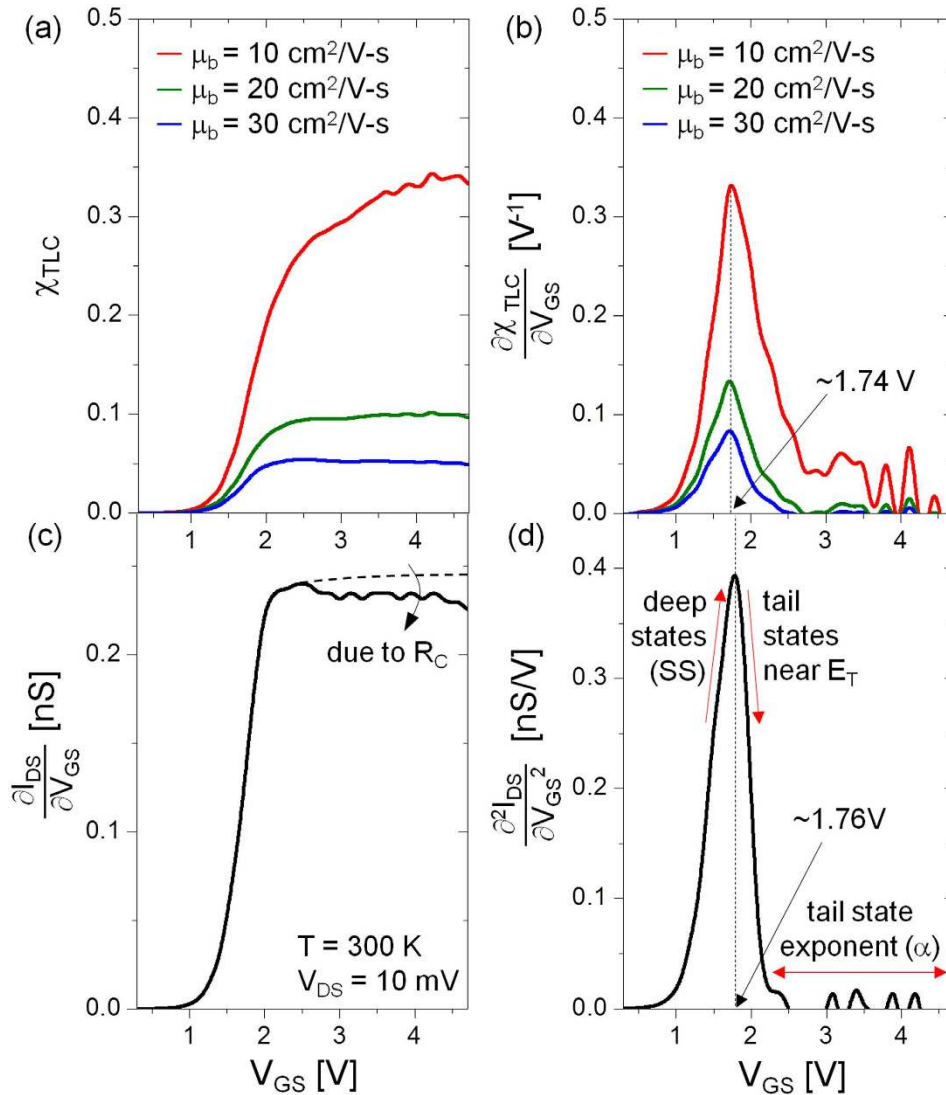 (a)
μb = 10 cm²/V-s
μb = 20 cm²/V-s
μb = 30 cm²/V-s
0.5
0.4
0.3
0.2
0.1
0.0
χTLC
1 2 3 4
(b)
μb = 10 cm²/V-s
μb = 20 cm²/V-s
μb = 30 cm²/V-s
0.5
0.4
0.3
0.2
0.1
0.0
∂χ TLC
∂VGS
[V⁻¹]
~1.74 V
1 2 3 4
(c)
0.2
0.1
0.0
∂IDS
∂VGS
[nS]
due to RC
T = 300 K
VDS = 10 mV
1 2 3 4
VGS [V]
(d)
0.4
0.3
0.2
0.1
0.0
∂²IDS
∂VGS²
[nS/V]
deep
states
(SS)
tail
states
near ET
~1.76V
tail state
exponent (α)
1 2 3 4
VGS [V]